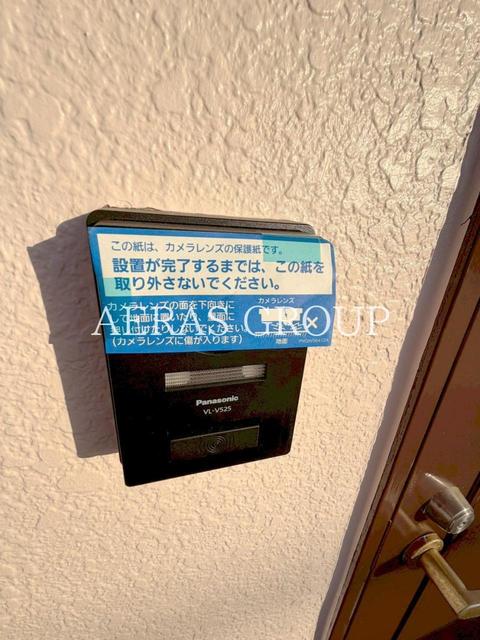 この紙は、カメラレンズの保護紙です。
設置が完了するまでは、この紙を
取り外さないでください。
カメラレンズの面を下向きに
カメラレンズ
(カメラレンズに傷が入ります)
地面
ATRAS GROUP
Panasonic
VL-V525